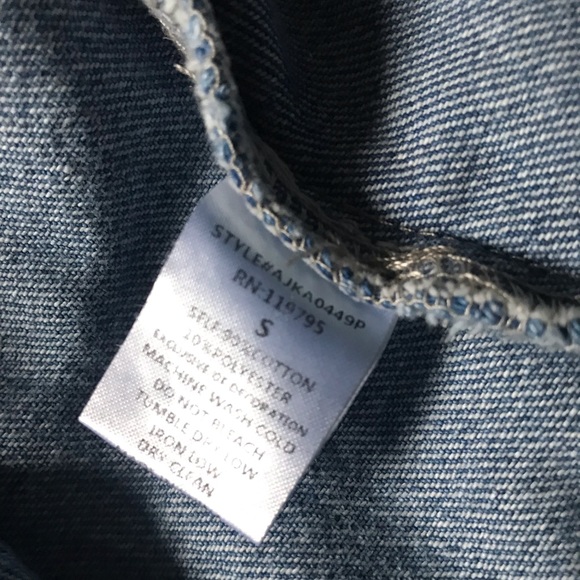 STYLE#AJKA0449P
RN:119795
S
SELF:90%COTTON
10%POLYESTER
EXCLUSIVE OF DECORATION
MACHINE WASH COLD
DO NOT BLEACH
TUMBLE DRY LOW
IRON LOW
DRY CLEAN